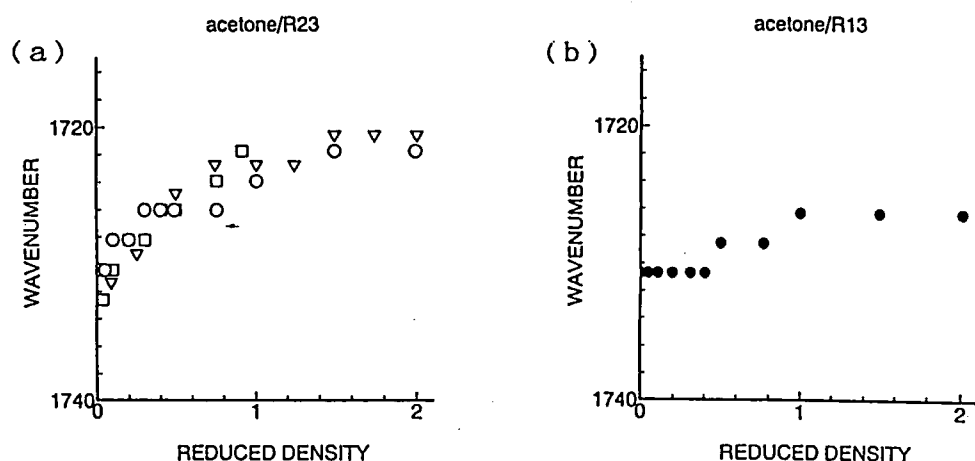 acetone/R23
(a)
1720
WAVENUMBER
1740
0
1
2
REDUCED DENSITY
acetone/R13
(b)
1720
WAVENUMBER
1740
0
1
2
REDUCED DENSITY